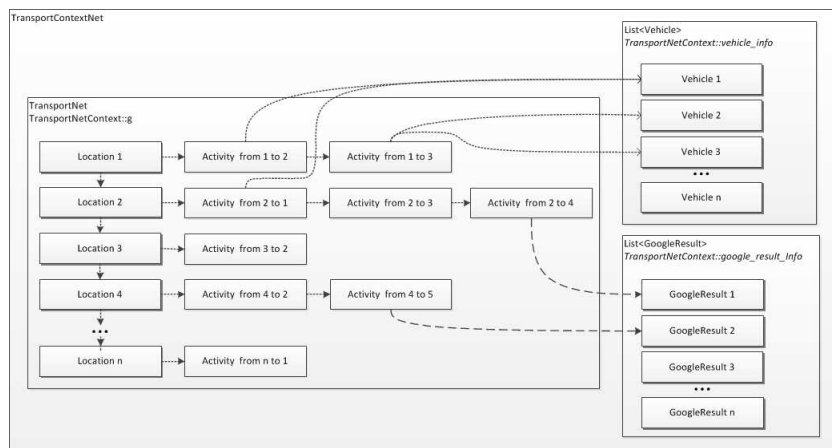 TransportContextNet
TransportNet
TransportNetContext::g
Location 1
Activity from 1 to 2
Activity from 1 to 3
Location 2
Activity from 2 to 1
Activity from 2 to 3
Activity from 2 to 4
Location 3
Activity from 3 to 2
Location 4
Activity from 4 to 2
Activity from 4 to 5
...
Location n
Activity from n to 1
List<Vehicle>
TransportNetContext::vehicle_info
Vehicle 1
Vehicle 2
Vehicle 3
...
Vehicle n
List<GoogleResult>
TransportNetContext::google_result_Info
GoogleResult 1
GoogleResult 2
GoogleResult 3
...
GoogleResult n